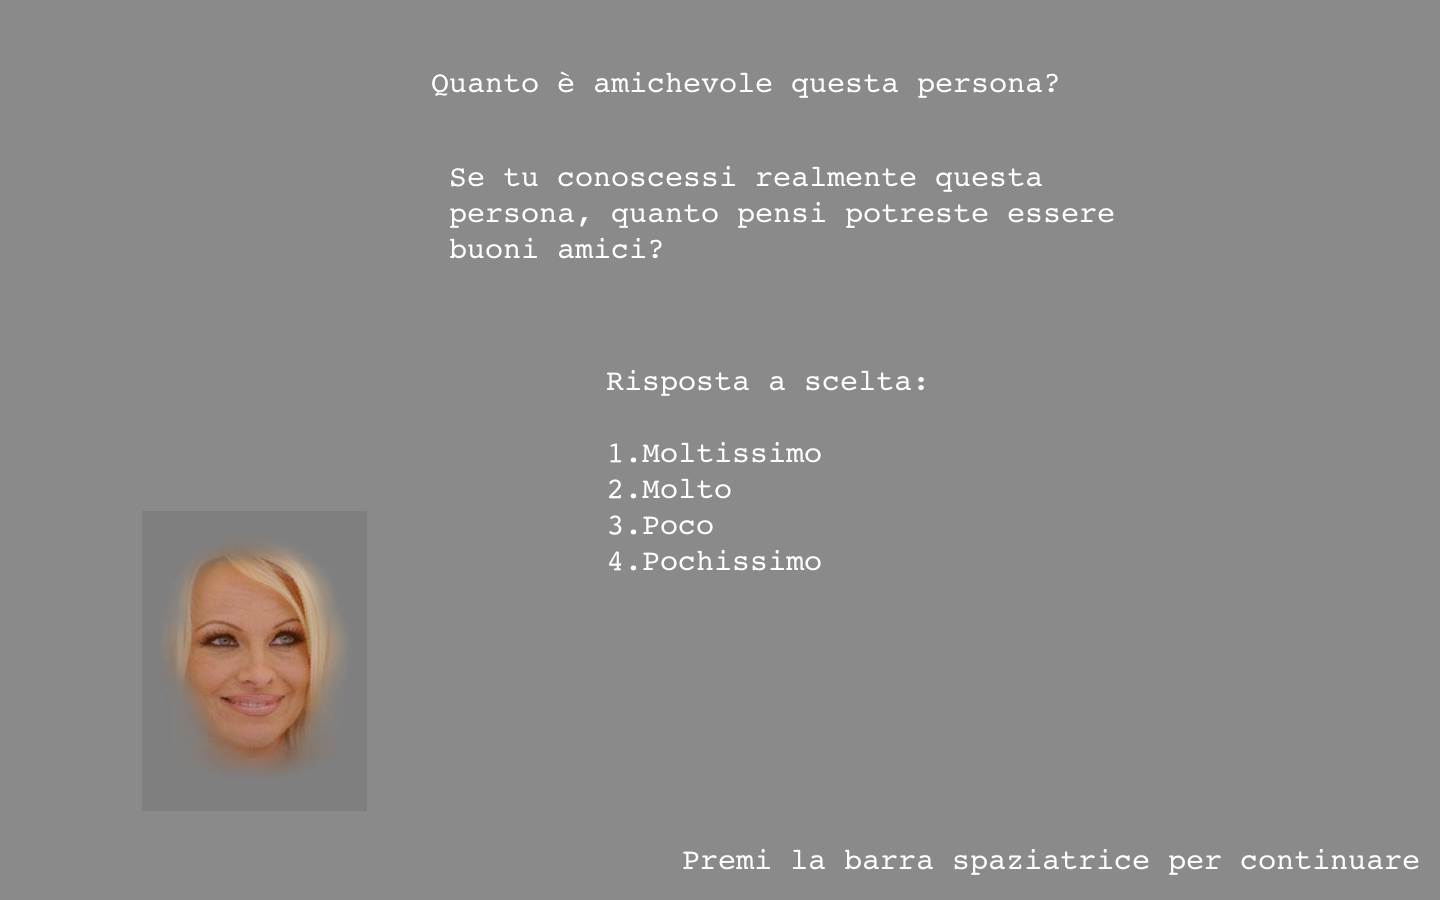 Quanto è amichevole questa persona?
Se tu conoscessi realmente questa
persona, quanto pensi potreste essere
buoni amici?
Risposta a scelta:
1.Moltissimo
2.Molto
3.Poco
4.Pochissimo
Premi la barra spaziatrice per continuare